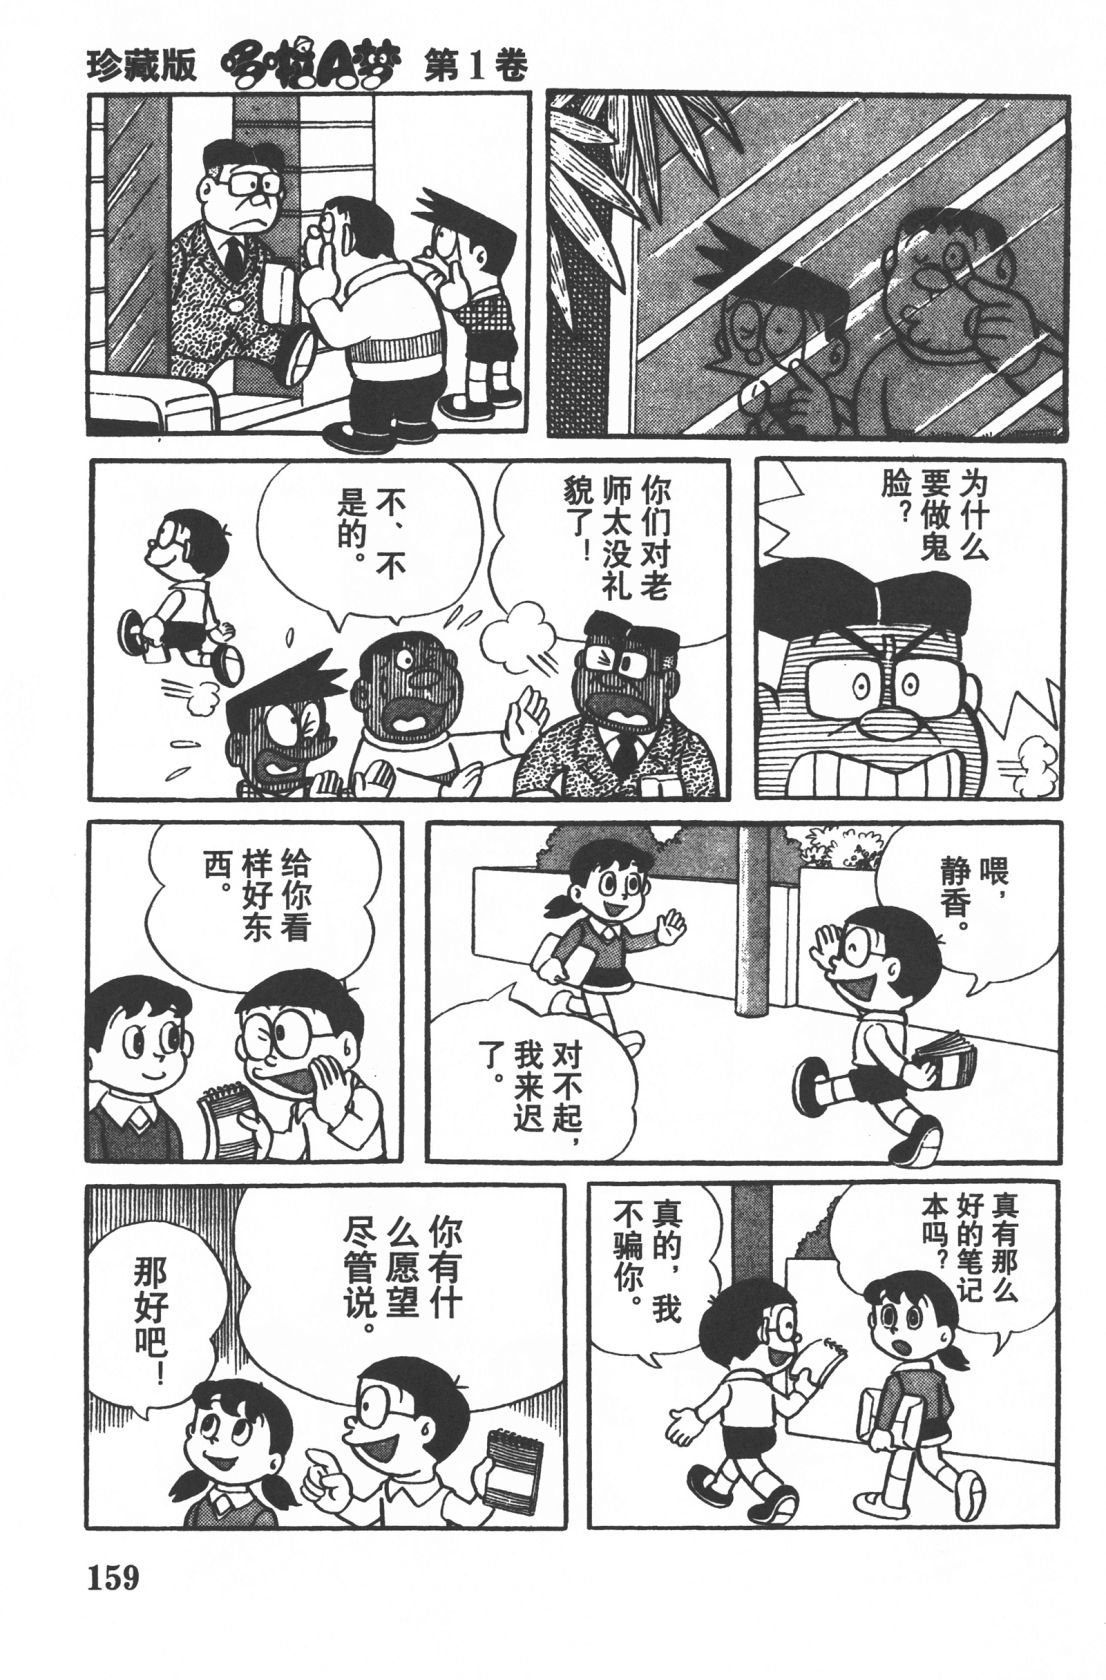 珍藏版 哆啦A梦 第1卷
为什么
要做鬼
脸？
你们对老
师太没礼
貌了！
不、不
是的。
喂，
静香。
对不起，
我来迟
了。
给你看
样好东
西。
真有那么
好的笔记
本吗？
真的，我
不骗你。
你有什
么愿望
尽管说。
那好吧！
159